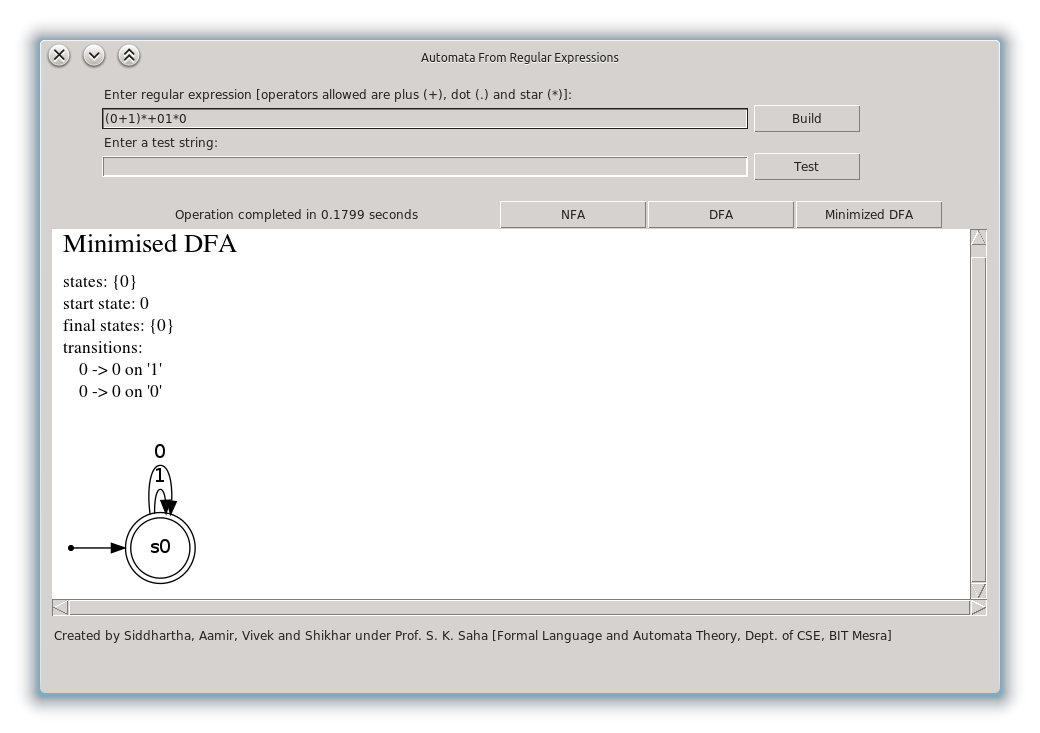 Automata From Regular Expressions
Enter regular expression [operators allowed are plus (+), dot (.) and star (*)]:
(0+1)*+01*0
Build
Enter a test string:
Test
Operation completed in 0.1799 seconds
NFA
DFA
Minimized DFA
Minimised DFA
states: {0}
start state: 0
final states: {0}
transitions:
0 -> 0 on '1'
0 -> 0 on '0'
0
1
s0
Created by Siddhartha, Aamir, Vivek and Shikhar under Prof. S. K. Saha [Formal Language and Automata Theory, Dept. of CSE, BIT Mesra]